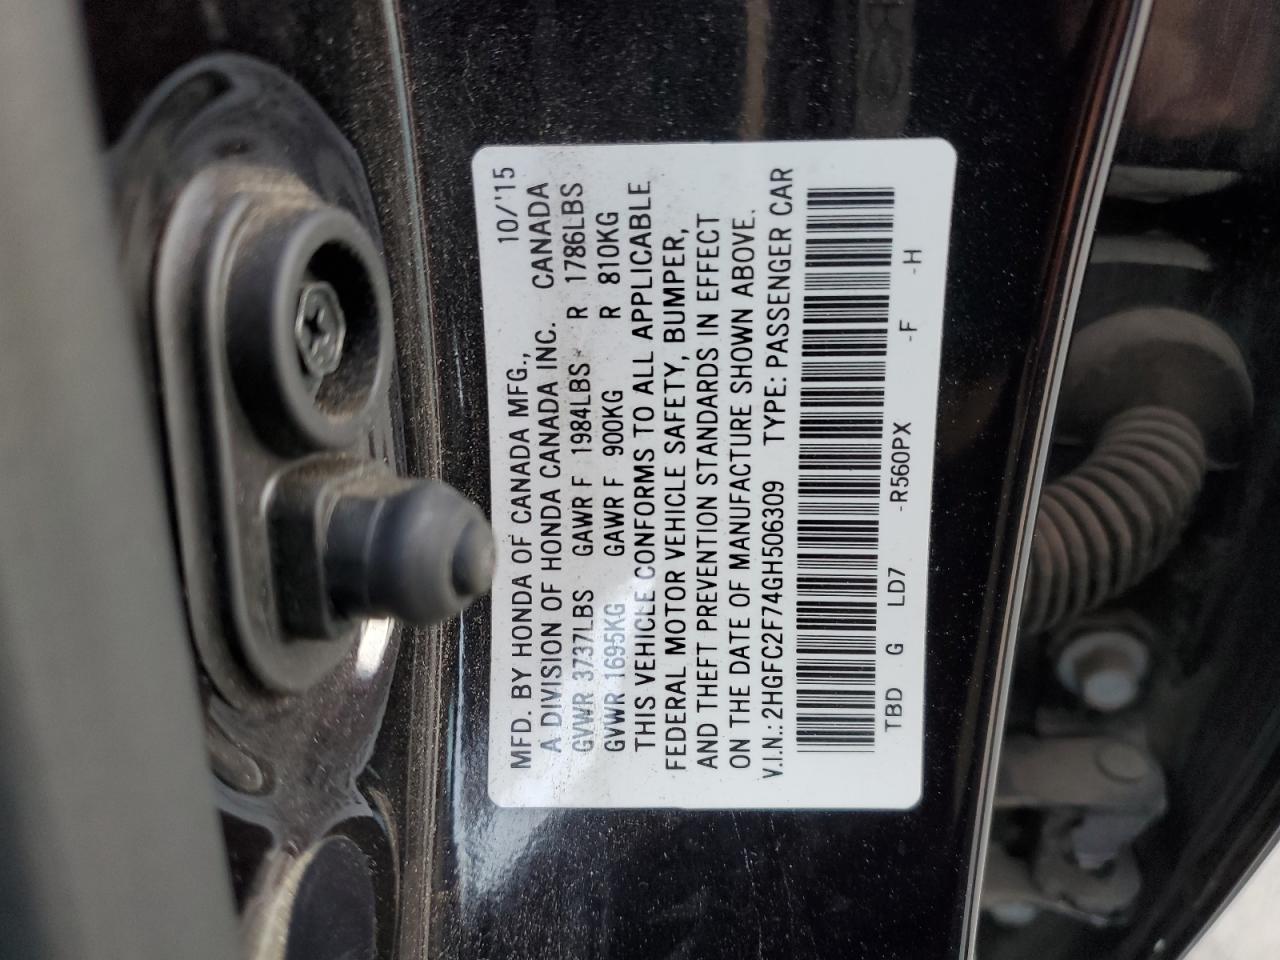 MFD. BY HONDA OF CANADA MFG., 10/'15
A DIVISION OF HONDA CANADA INC. CANADA
GVWR 3737LBS GAWR F 1984LBS R 1786LBS
GVWR 1695KG GAWR F 900KG R 810KG
THIS VEHICLE CONFORMS TO ALL APPLICABLE
FEDERAL MOTOR VEHICLE SAFETY, BUMPER,
AND THEFT PREVENTION STANDARDS IN EFFECT
ON THE DATE OF MANUFACTURE SHOWN ABOVE.
V.I.N.: 2HGFC2F74GH506309 TYPE: PASSENGER CAR
TBD G LD7 -R560PX -F -H